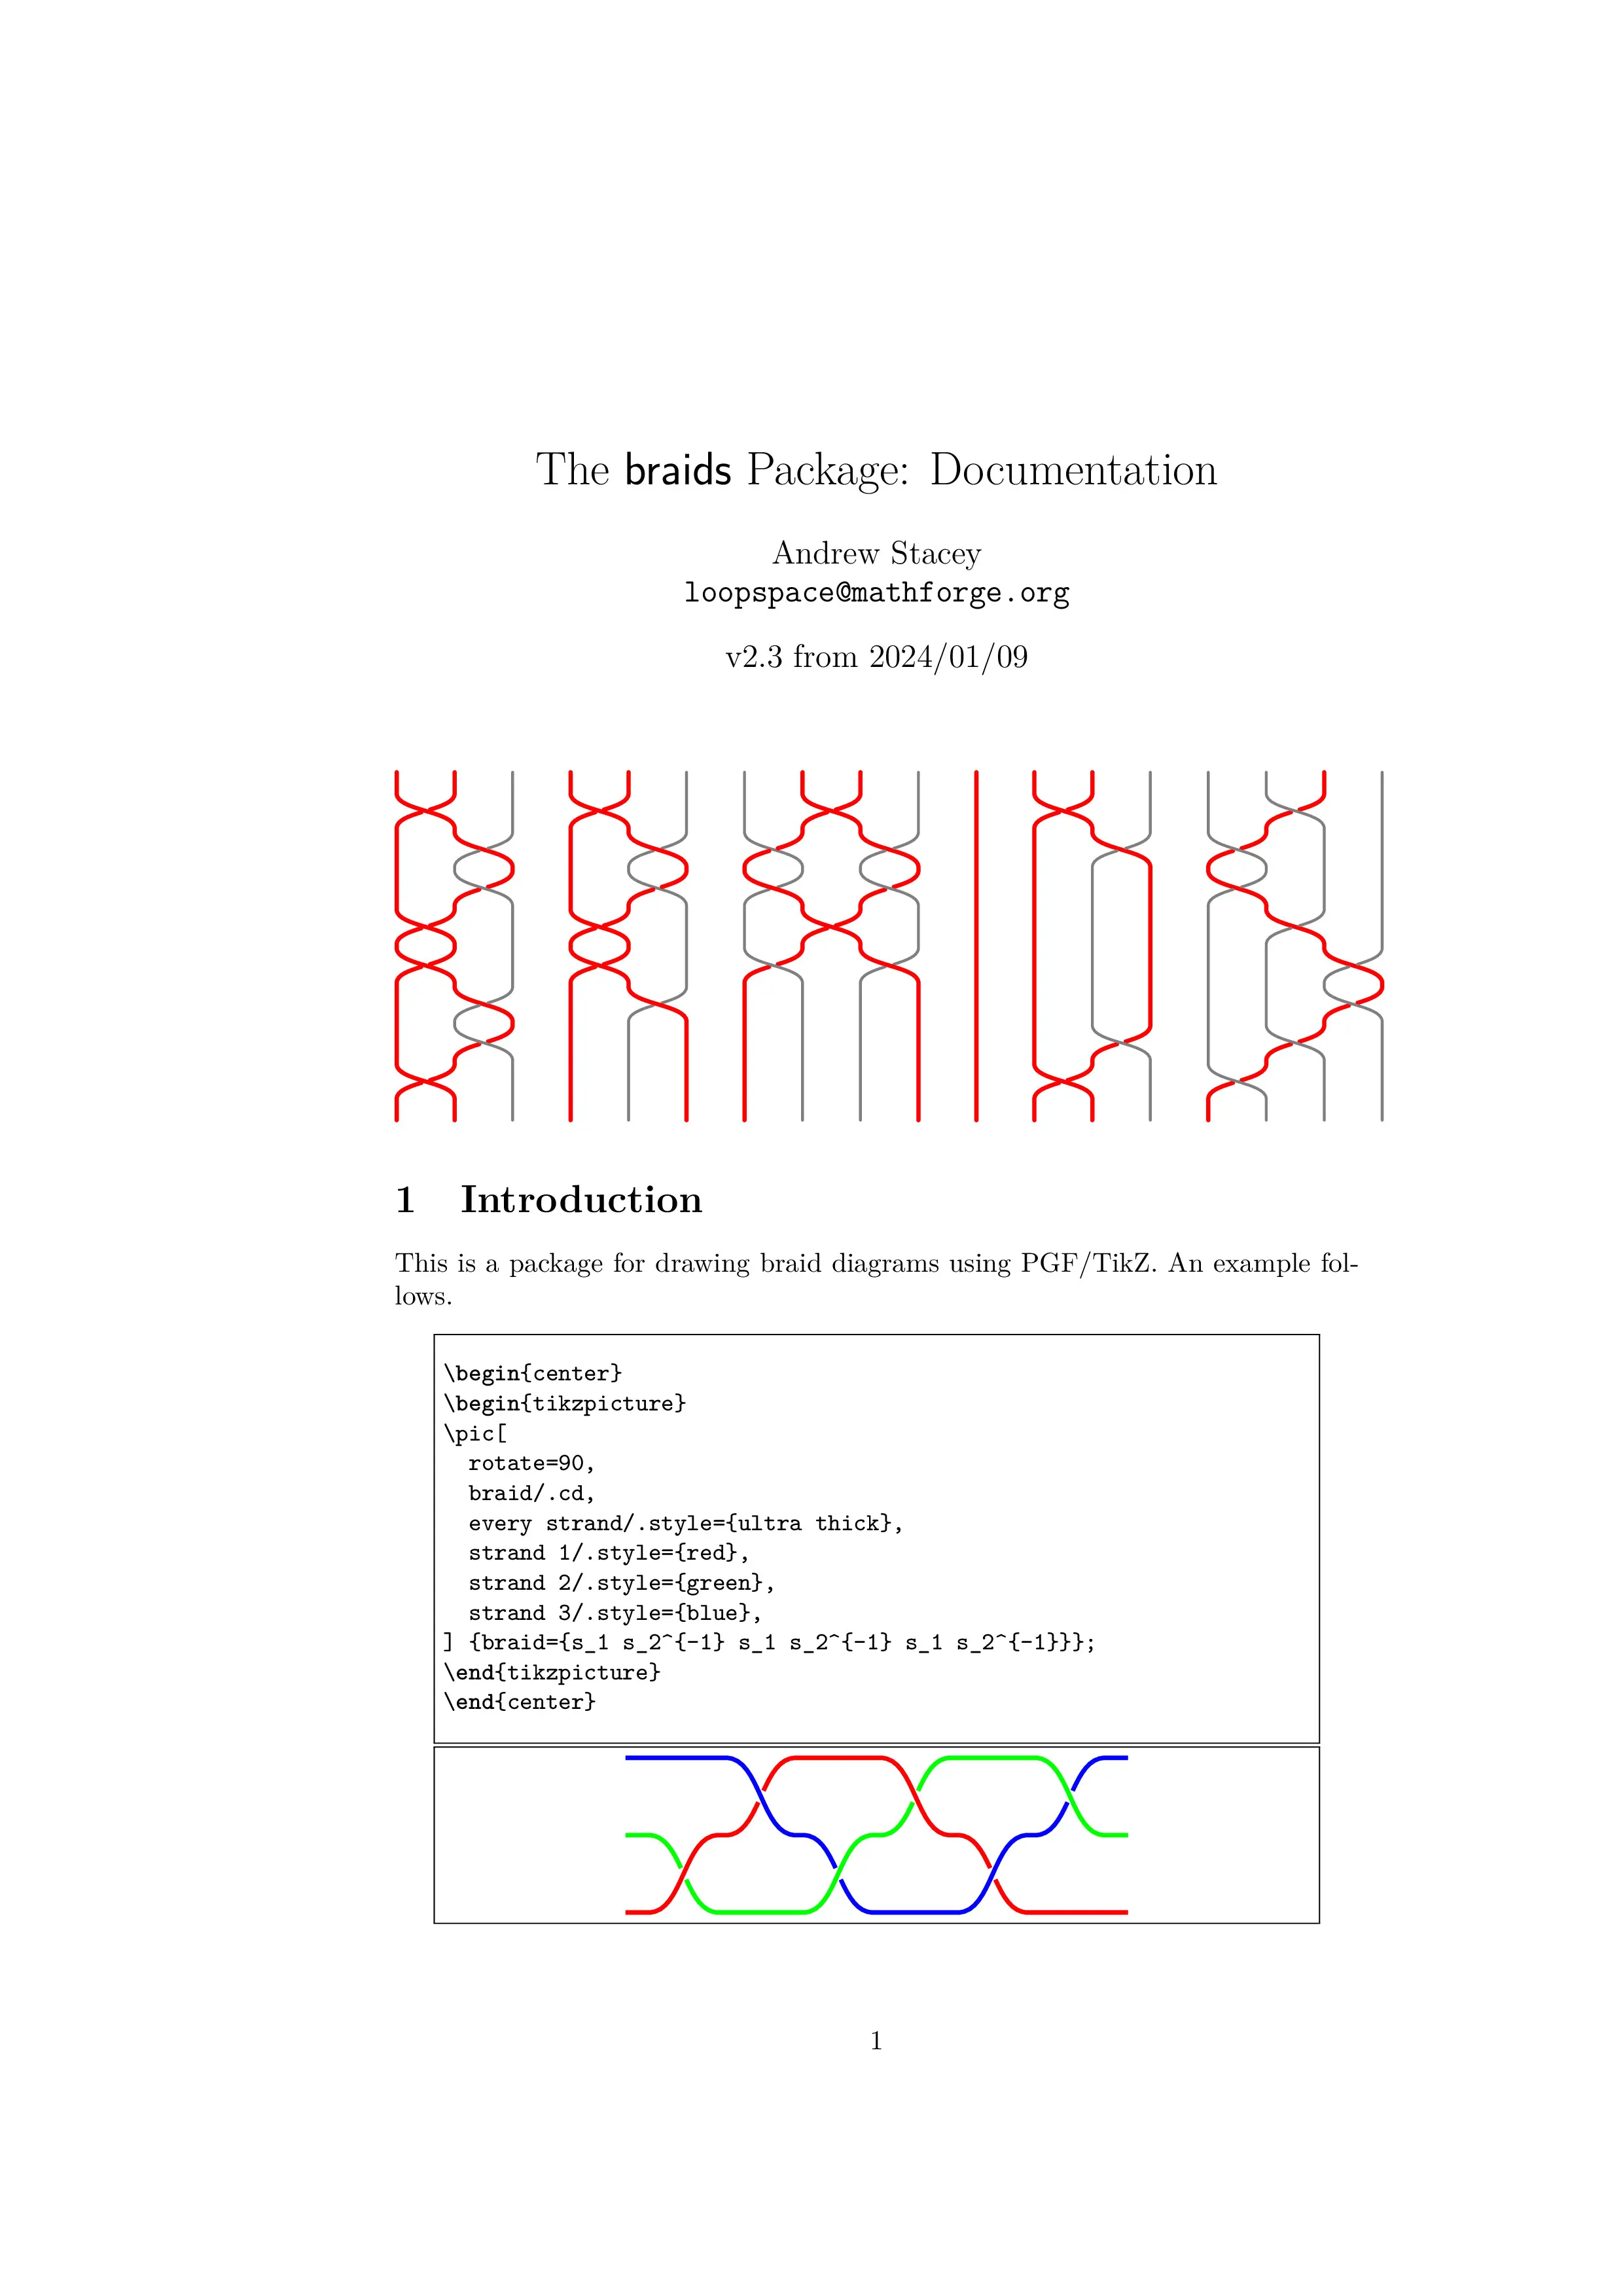 The braids Package: Documentation
Andrew Stacey
loopspace@mathforge.org
v2.3 from 2024/01/09
1 Introduction
This is a package for drawing braid diagrams using PGF/TikZ. An example fol-
lows.
\begin{center}
\begin{tikzpicture}
\pic[
  rotate=90,
  braid/.cd,
  every strand/.style={ultra thick},
  strand 1/.style={red},
  strand 2/.style={green},
  strand 3/.style={blue},
] {braid={s_1 s_2^{-1} s_1 s_2^{-1} s_1 s_2^{-1}}};
\end{tikzpicture}
\end{center}
1